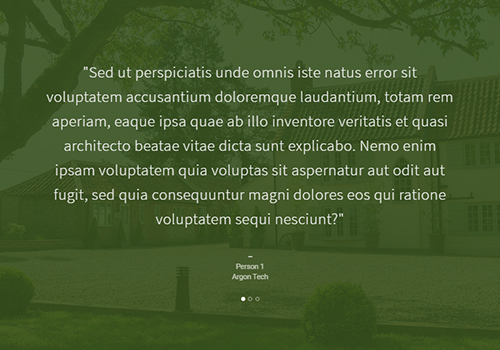 "Sed ut perspiciatis unde omnis iste natus error sit
voluptatem accusantium doloremque laudantium, totam rem
aperiam, eaque ipsa quae ab illo inventore veritatis et quasi
architecto beatae vitae dicta sunt explicabo. Nemo enim
ipsam voluptatem quia voluptas sit aspernatur aut odit aut
fugit, sed quia consequuntur magni dolores eos qui ratione
voluptatem sequi nesciunt?"
Person 1
Argon Tech